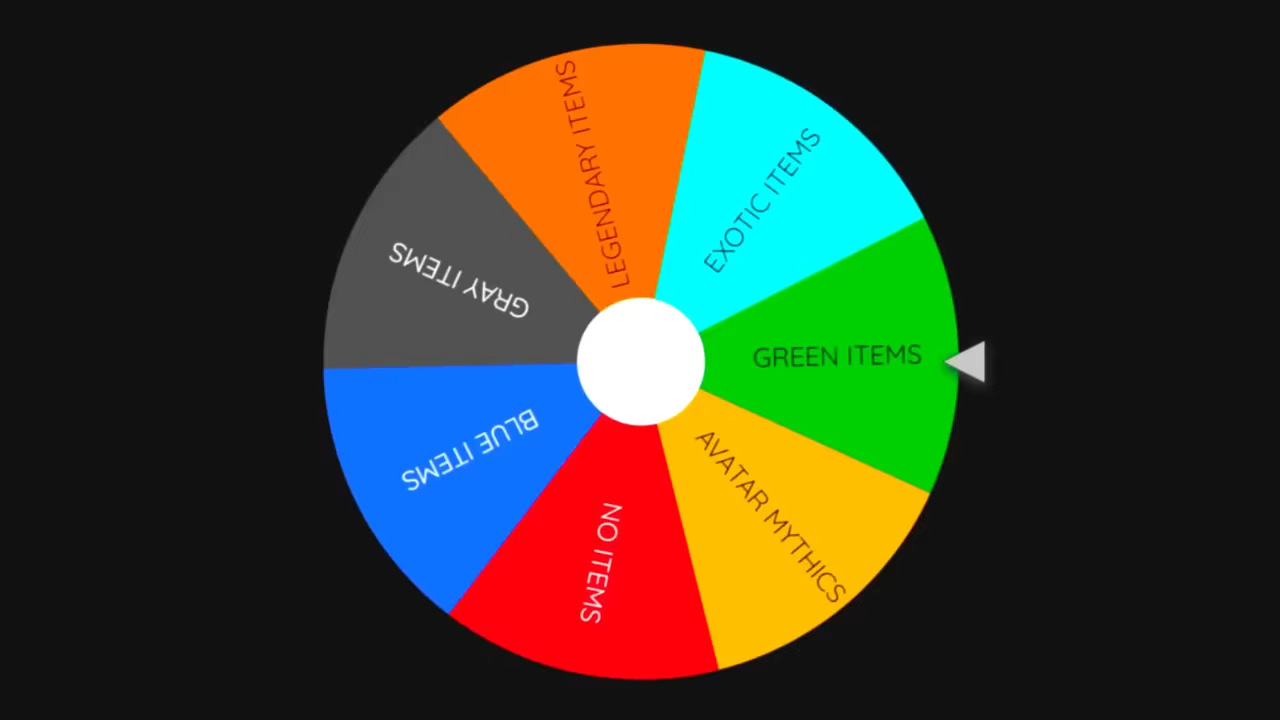 LEGENDARY ITEMS
EXOTIC ITEMS
GREEN ITEMS
AVATAR MYTHICS
NO ITEMS
BLUE ITEMS
GRAY ITEMS